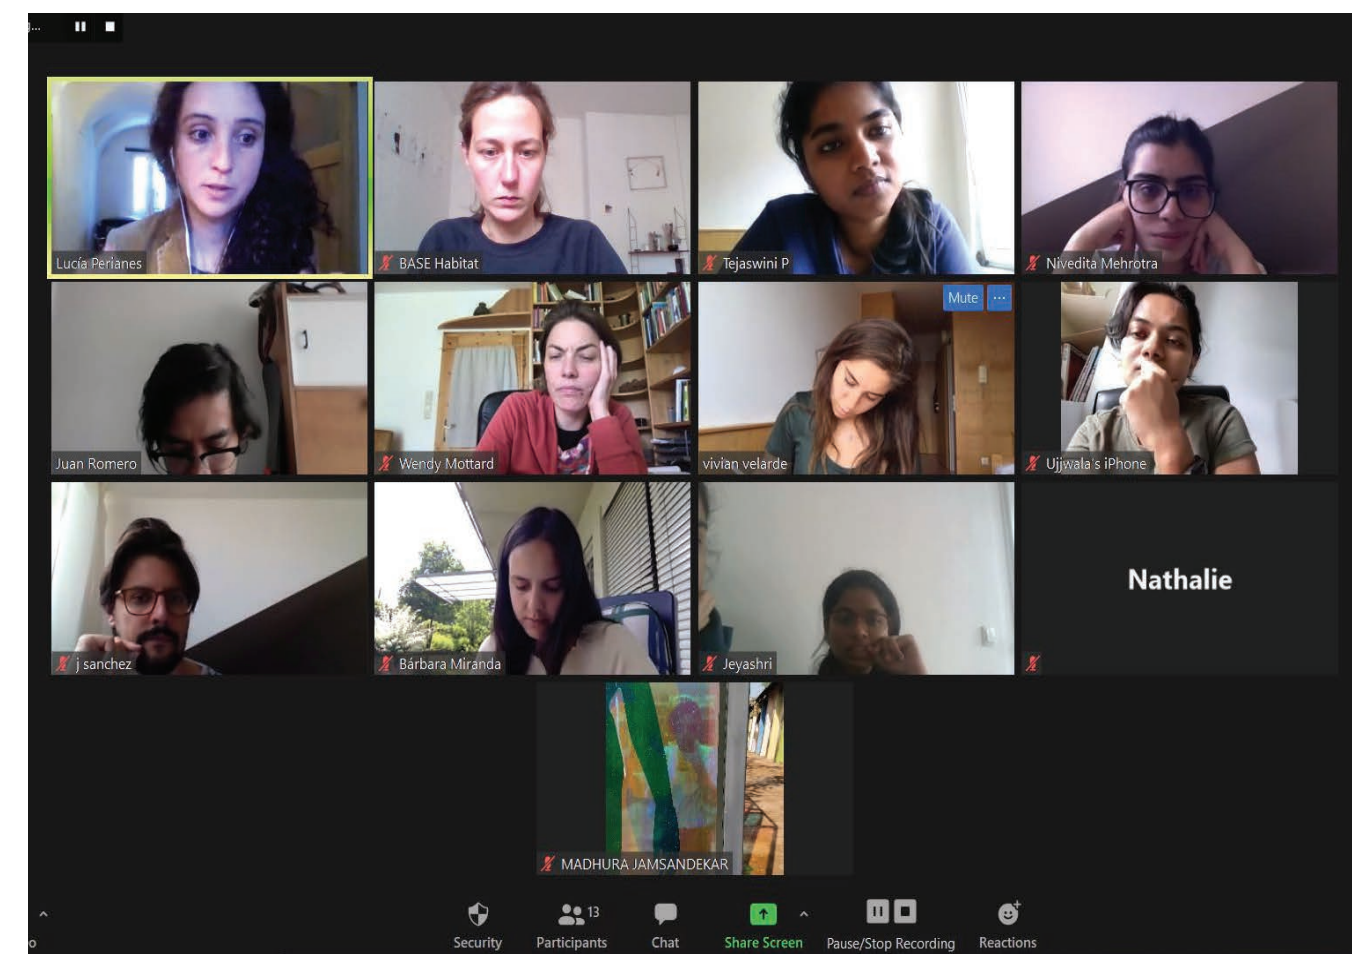 Lucía Perianes
BASE Habitat
Tejaswini P
Nivedita Mehrotra
Mute ...
Juan Romero
Wendy Mottard
vivian velarde
Ujjwala's iPhone
j sanchez
Bárbara Miranda
Jeyashri
Nathalie
MADHURA JAMSANDEKAR
13
Security
Participants
Chat
Share Screen
Pause/Stop Recording
Reactions